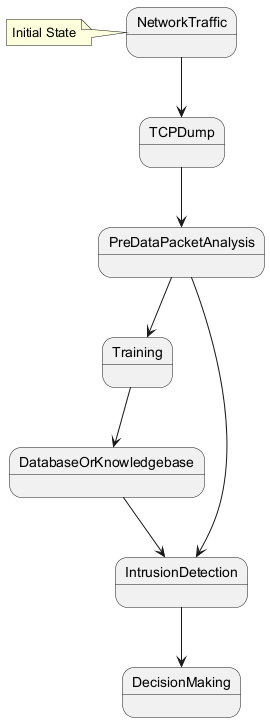 Initial State
NetworkTraffic
TCPDump
PreDataPacketAnalysis
Training
DatabaseOrKnowledgebase
IntrusionDetection
DecisionMaking